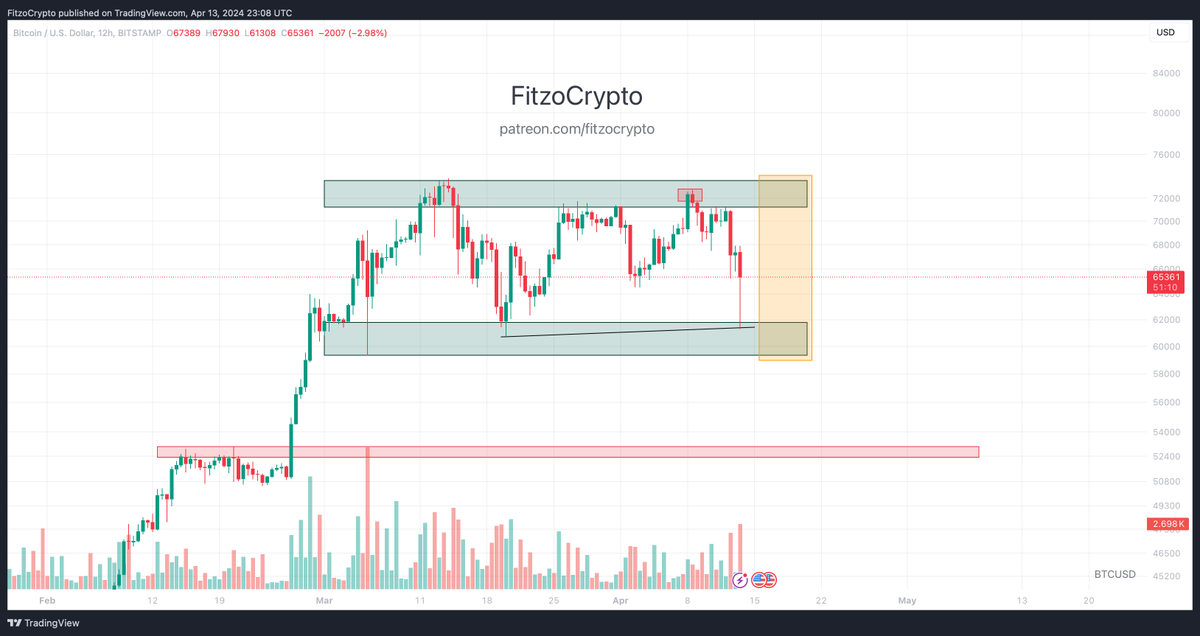 FitzoCrypto published on TradingView.com, Apr 13, 2024 23:08 UTC
Bitcoin / U.S. Dollar, 12h, BITSTAMP O67389 H67930 L61308 C65361 −2007 (−2.98%)
USD
FitzoCrypto
patreon.com/fitzocrypto
84000
80000
76000
72000
70000
68000
66000
65361
51:10
64000
62000
60000
58000
56000
54000
52400
50800
49300
2.698 K
46500
45200
BTCUSD
Feb 12 19 Mar 11 18 25 Apr 8 15 22 May 13 20
TradingView